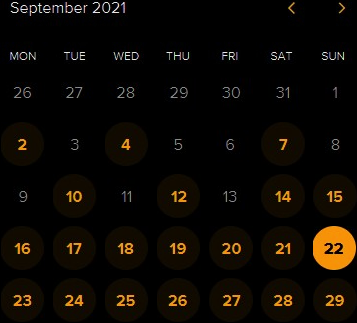 September 2021
MON TUE WED THU FRI SAT SUN
26 27 28 29 30 31 1
2 3 4 5 6 7 8
9 10 11 12 13 14 15
16 17 18 19 20 21 22
23 24 25 26 27 28 29